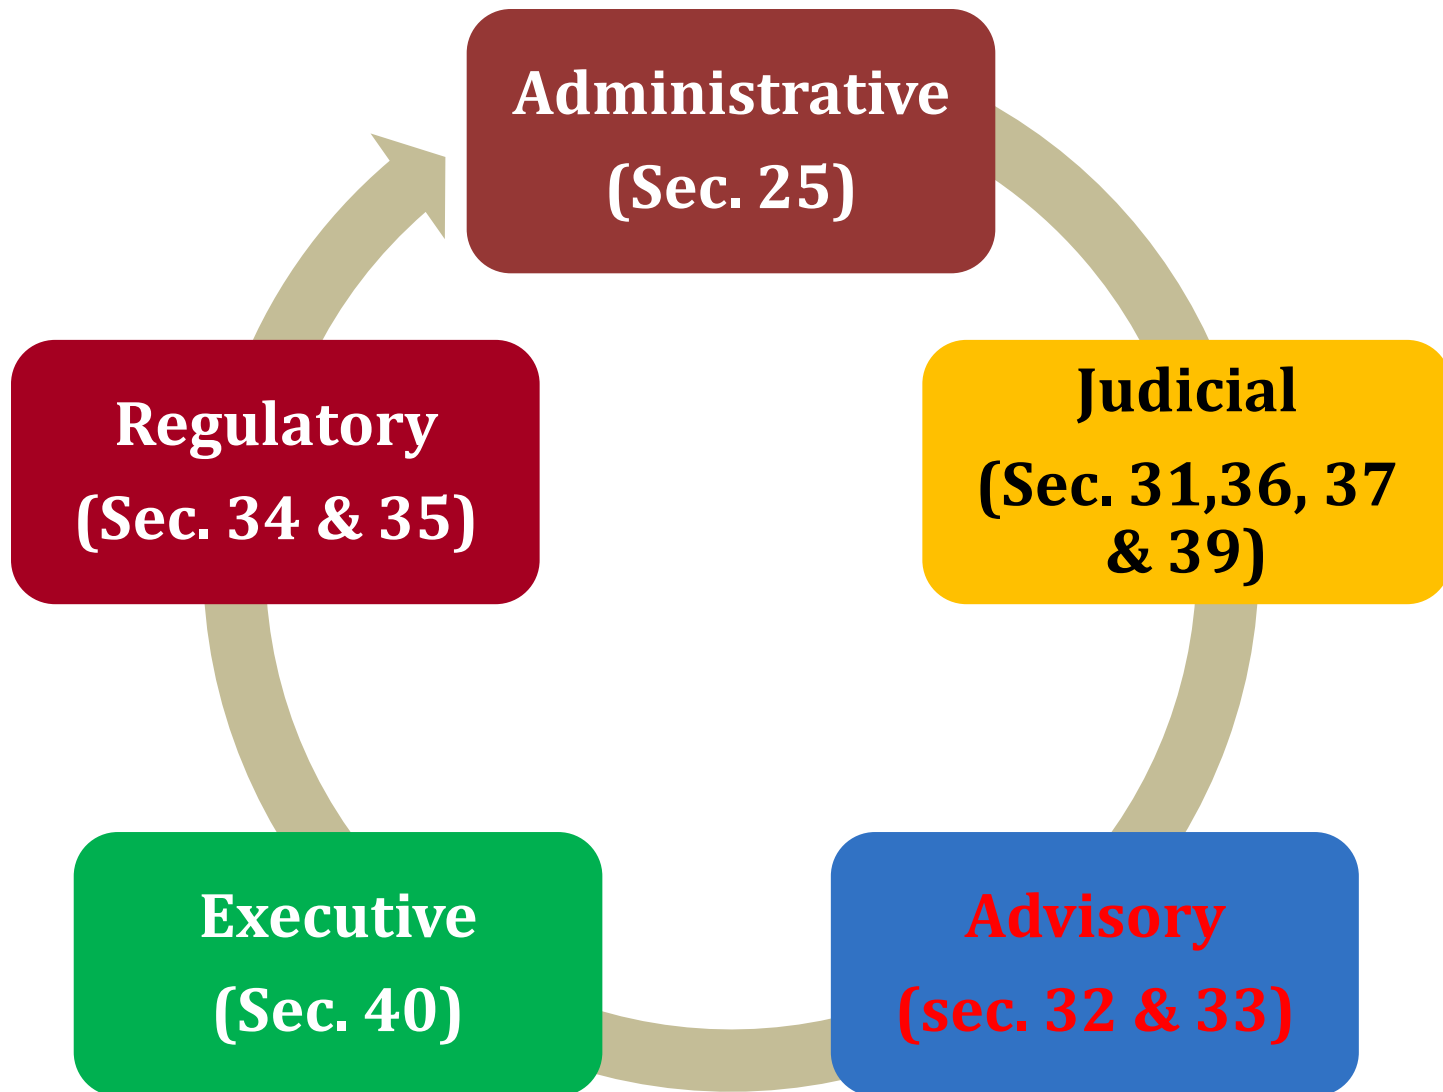 Administrative
(Sec. 25)
Judicial
(Sec. 31,36, 37
& 39)
Advisory
(sec. 32 & 33)
Executive
(Sec. 40)
Regulatory
(Sec. 34 & 35)